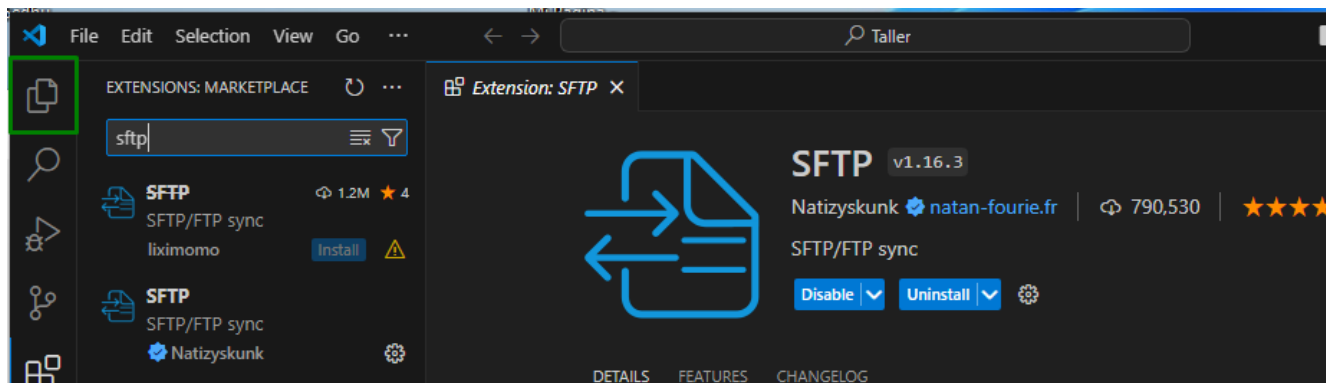 File Edit Selection View Go ...
Taller
EXTENSIONS: MARKETPLACE
sftp
SFTP 1.2M 4
SFTP/FTP sync
liximomo Install
SFTP
SFTP/FTP sync
Natizyskunk
Extension: SFTP
SFTP v1.16.3
Natizyskunk natan-fourie.fr 790,530
SFTP/FTP sync
Disable Uninstall
DETAILS FEATURES CHANGELOG